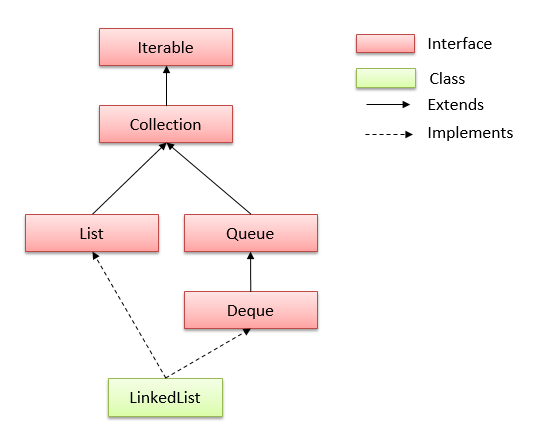 Iterable
Interface
Class
Extends
Implements
Collection
List
Queue
Deque
LinkedList